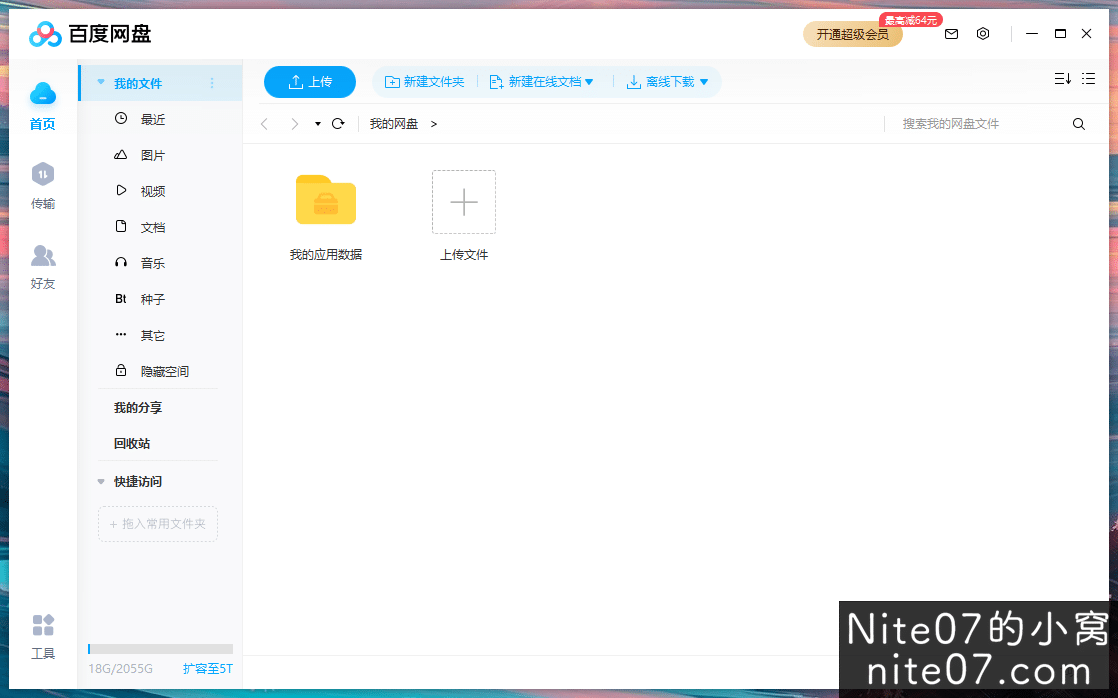 百度网盘
开通超级会员
最高减64元
首页
传输
好友
工具
我的文件
最近
图片
视频
文档
音乐
Bt 种子
其它
隐藏空间
我的分享
回收站
快捷访问
+ 拖入常用文件夹
18G/2055G 扩容至5T
上传
新建文件夹
新建在线文档
离线下载
我的网盘 >
搜索我的网盘文件
我的应用数据
上传文件
Nite07的小窝
nite07.com